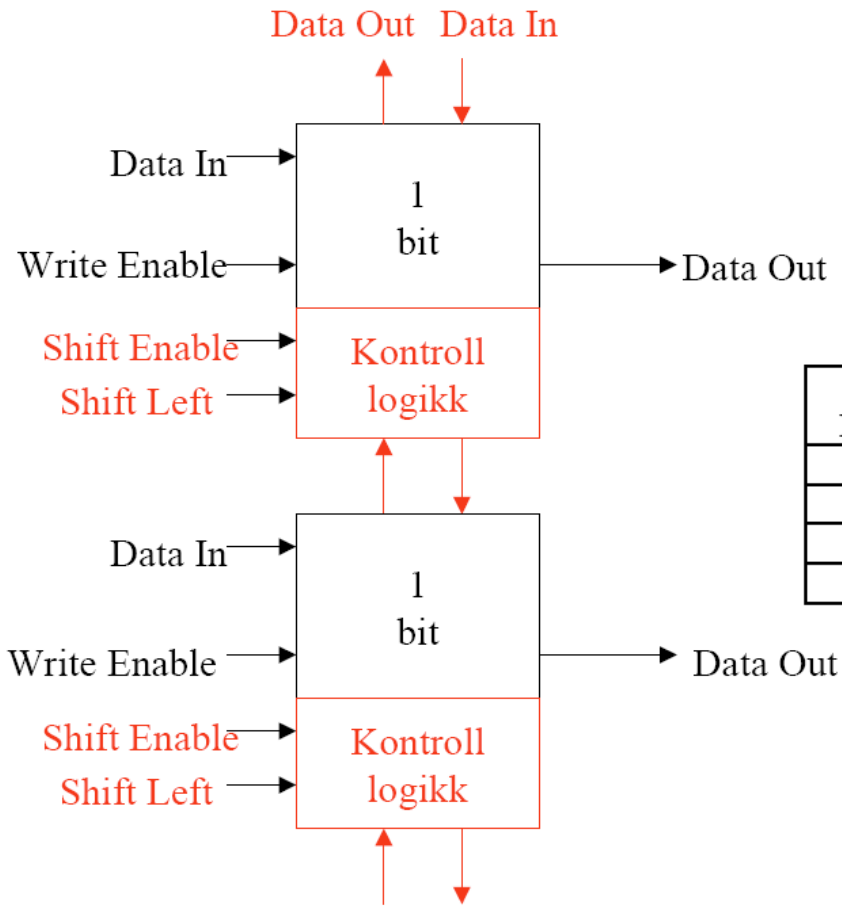 Data Out Data In
Data In
1
bit
Write Enable
Data Out
Shift Enable
Kontroll
Shift Left
logikk
Data In
1
bit
Write Enable
Data Out
Shift Enable
Kontroll
Shift Left
logikk